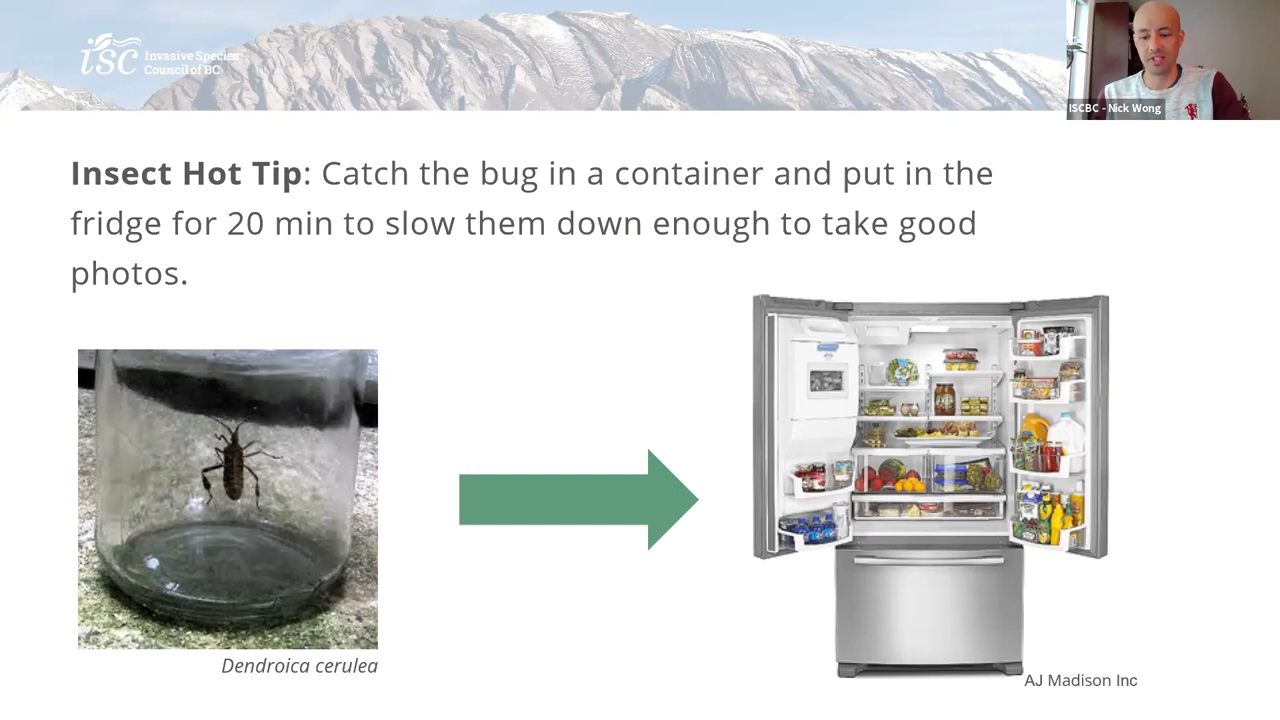 isc Invasive Species
Council of BC
ISCBC - Nick Wong
Insect Hot Tip: Catch the bug in a container and put in the
fridge for 20 min to slow them down enough to take good
photos.
Dendroica cerulea
AJ Madison Inc